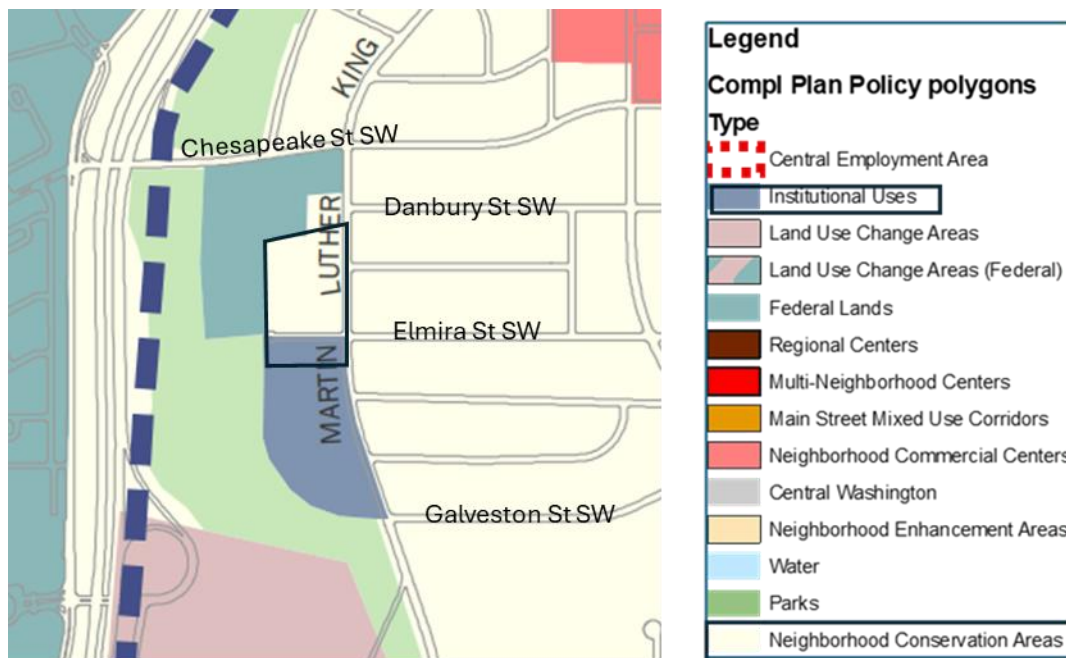 KING
Chesapeake St SW
Danbury St SW
LUTHER
Elmira St SW
MARTIN
Galveston St SW
Legend
Compl Plan Policy polygons
Type
Central Employment Area
Institutional Uses
Land Use Change Areas
Land Use Change Areas (Federal)
Federal Lands
Regional Centers
Multi-Neighborhood Centers
Main Street Mixed Use Corridors
Neighborhood Commercial Centers
Central Washington
Neighborhood Enhancement Areas
Water
Parks
Neighborhood Conservation Areas